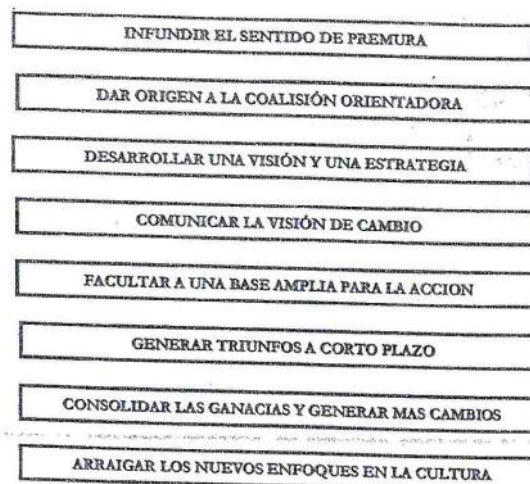 INFUNDIR EL SENTIDO DE PREMURA
DAR ORIGEN A LA COALISIÓN ORIENTADORA
DESARROLLAR UNA VISIÓN Y UNA ESTRATEGIA
COMUNICAR LA VISIÓN DE CAMBIO
FACULTAR A UNA BASE AMPLIA PARA LA ACCION
GENERAR TRIUNFOS A CORTO PLAZO
CONSOLIDAR LAS GANACIAS Y GENERAR MAS CAMBIOS
ARRAIGAR LOS NUEVOS ENFOQUES EN LA CULTURA